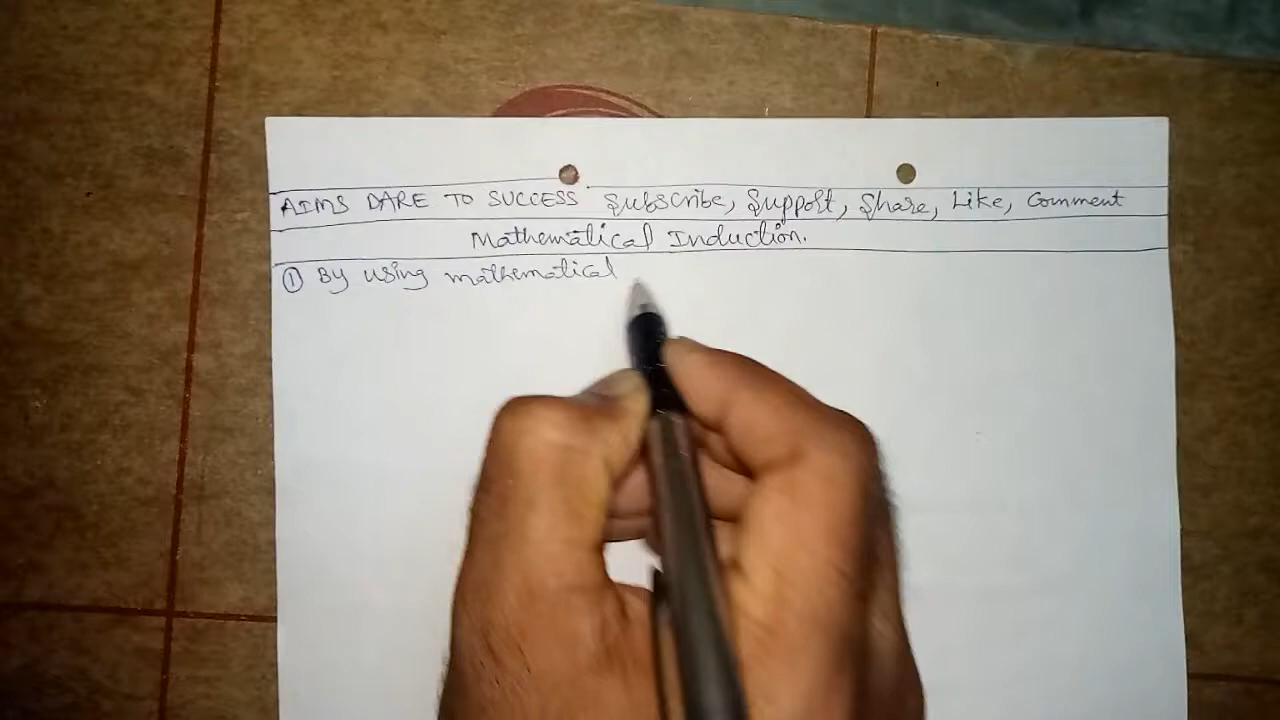 AIMS DARE TO SUCCESS Subscribe, Support, Share, Like, Comment
Mathematical Induction.
① By using mathematical